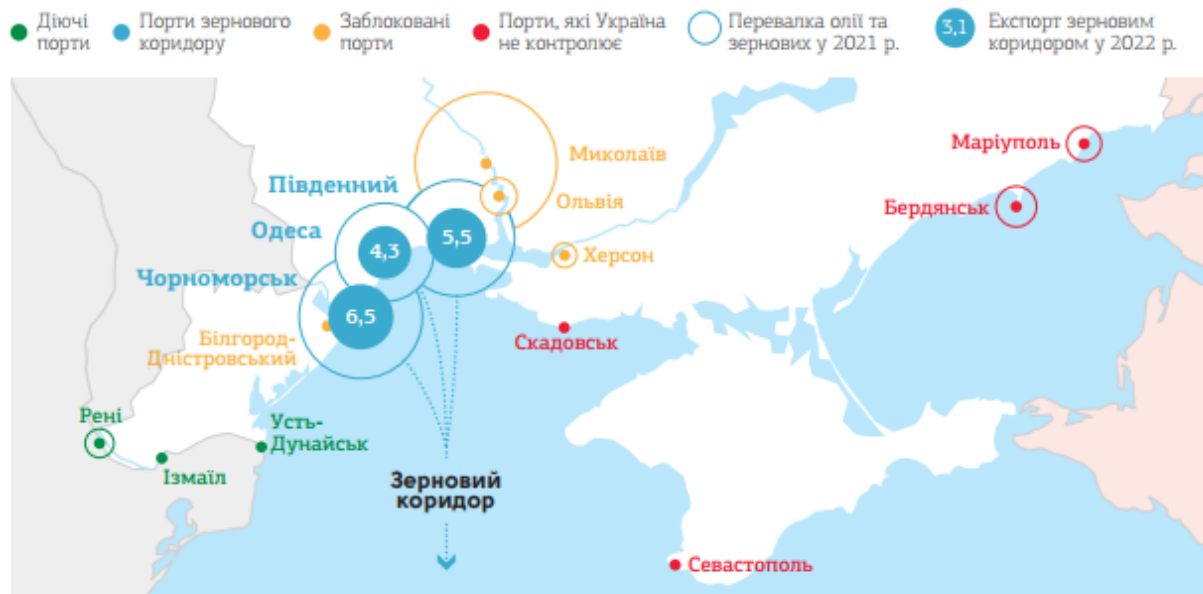 Діючі
порти
Порти зернового
коридору
Заблоковані
порти
Порти, які Україна
не контролює
Перевалка олії та
зернових у 2021 р.
3,1
Експорт зерновим
коридором у 2022 р.
Миколаїв
Маріуполь
Південний
Ольвія
Бердянськ
Одеса
4,3
5,5
Херсон
Чорноморськ
6,5
Білгород-
Дністровський
Скадовськ
Рені
Усть-
Дунайськ
Ізмаїл
Зерновий
коридор
Севастополь